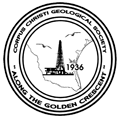 CORPUS CHRISTI GEOLOGICAL SOCIETY
1936
ALONG THE GOLDEN CRESCENT